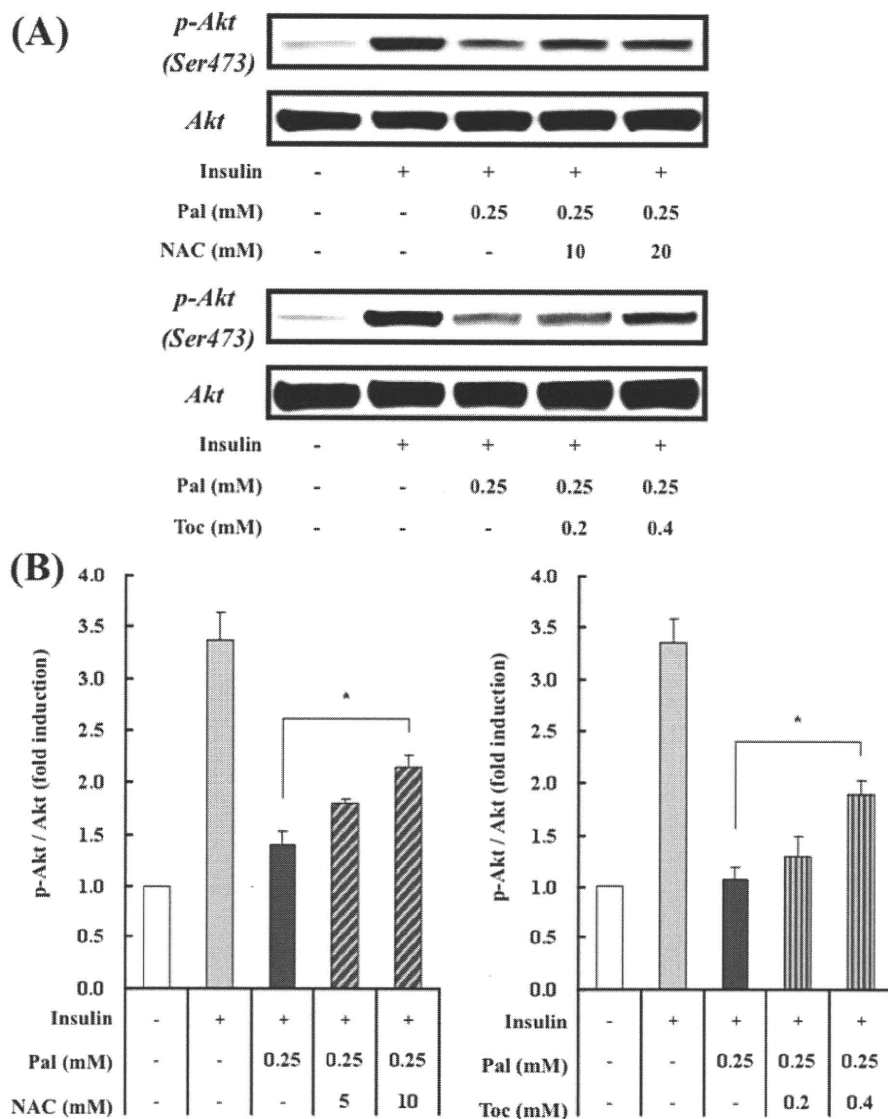 (A)
p-Akt
(Ser473)
Akt
Insulin - + + + +
Pal (mM) - - 0.25 0.25 0.25
NAC (mM) - - - 10 20
p-Akt
(Ser473)
Akt
Insulin - + + + +
Pal (mM) - - 0.25 0.25 0.25
Toc (mM) - - - 0.2 0.4
(B)
p-Akt / Akt (fold induction)
4.0
3.5
3.0
2.5
2.0
1.5
1.0
0.5
0.0
*
Insulin - + + + +
Pal (mM) - - 0.25 0.25 0.25
NAC (mM) - - - 5 10
p-Akt / Akt (fold induction)
4.0
3.5
3.0
2.5
2.0
1.5
1.0
0.5
0.0
*
Insulin - + + + +
Pal (mM) - - 0.25 0.25 0.25
Toc (mM) - - - 0.2 0.4